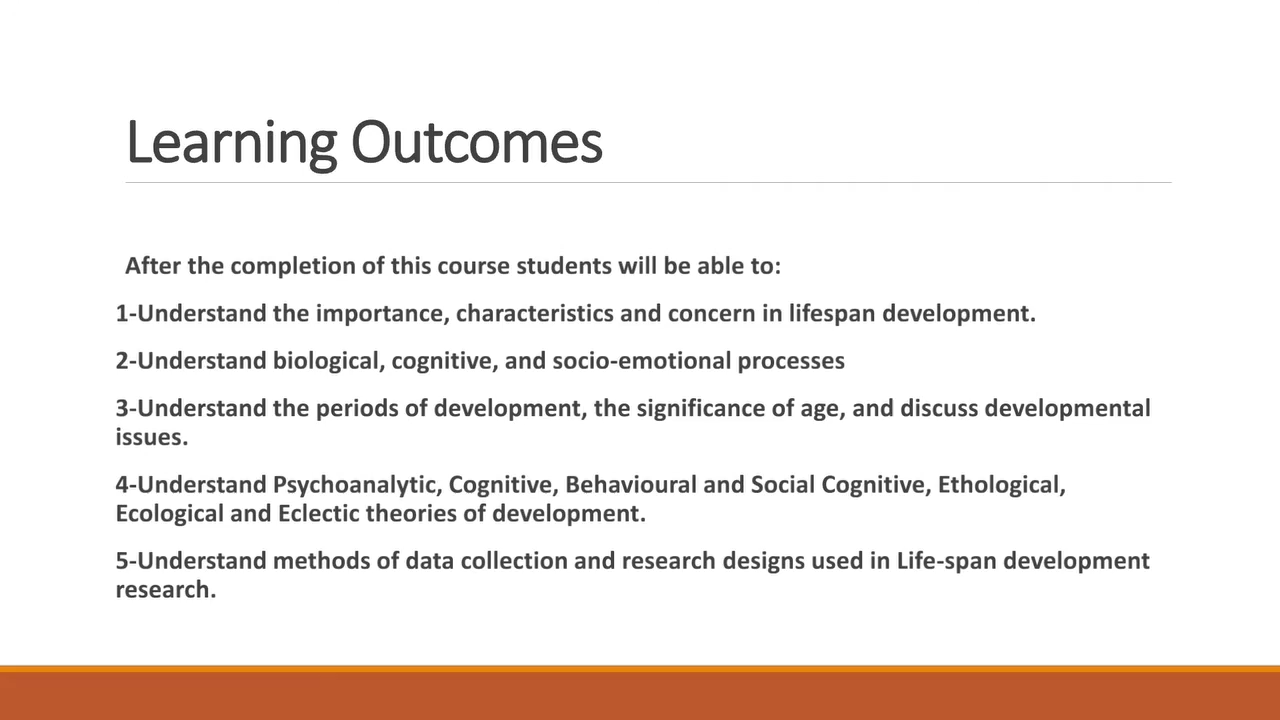 Learning Outcomes
After the completion of this course students will be able to:
1-Understand the importance, characteristics and concern in lifespan development.
2-Understand biological, cognitive, and socio-emotional processes
3-Understand the periods of development, the significance of age, and discuss developmental
issues.
4-Understand Psychoanalytic, Cognitive, Behavioural and Social Cognitive, Ethological,
Ecological and Eclectic theories of development.
5-Understand methods of data collection and research designs used in Life-span development
research.